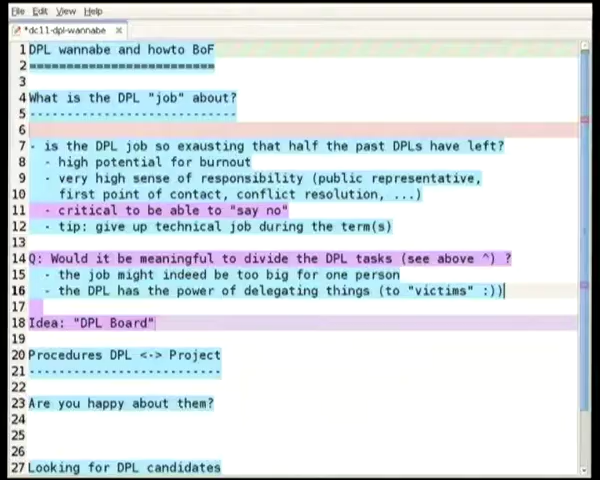 File Edit View Help
*dc11-dpl-wannabe ×
1 DPL wannabe and howto BoF
2 =========================
3
4 What is the DPL "job" about?
5 ----------------------------
6
7 - is the DPL job so exausting that half the past DPLs have left?
8 - high potential for burnout
9 - very high sense of responsibility (public representative,
10 first point of contact, conflict resolution, ...)
11 - critical to be able to "say no"
12 - tip: give up technical job during the term(s)
13
14 Q: Would it be meaningful to divide the DPL tasks (see above ^) ?
15 - the job might indeed be too big for one person
16 - the DPL has the power of delegating things (to "victims" :))
17
18 Idea: "DPL Board"
19
20 Procedures DPL <-> Project
21 --------------------------
22
23 Are you happy about them?
24
25
26
27 Looking for DPL candidates